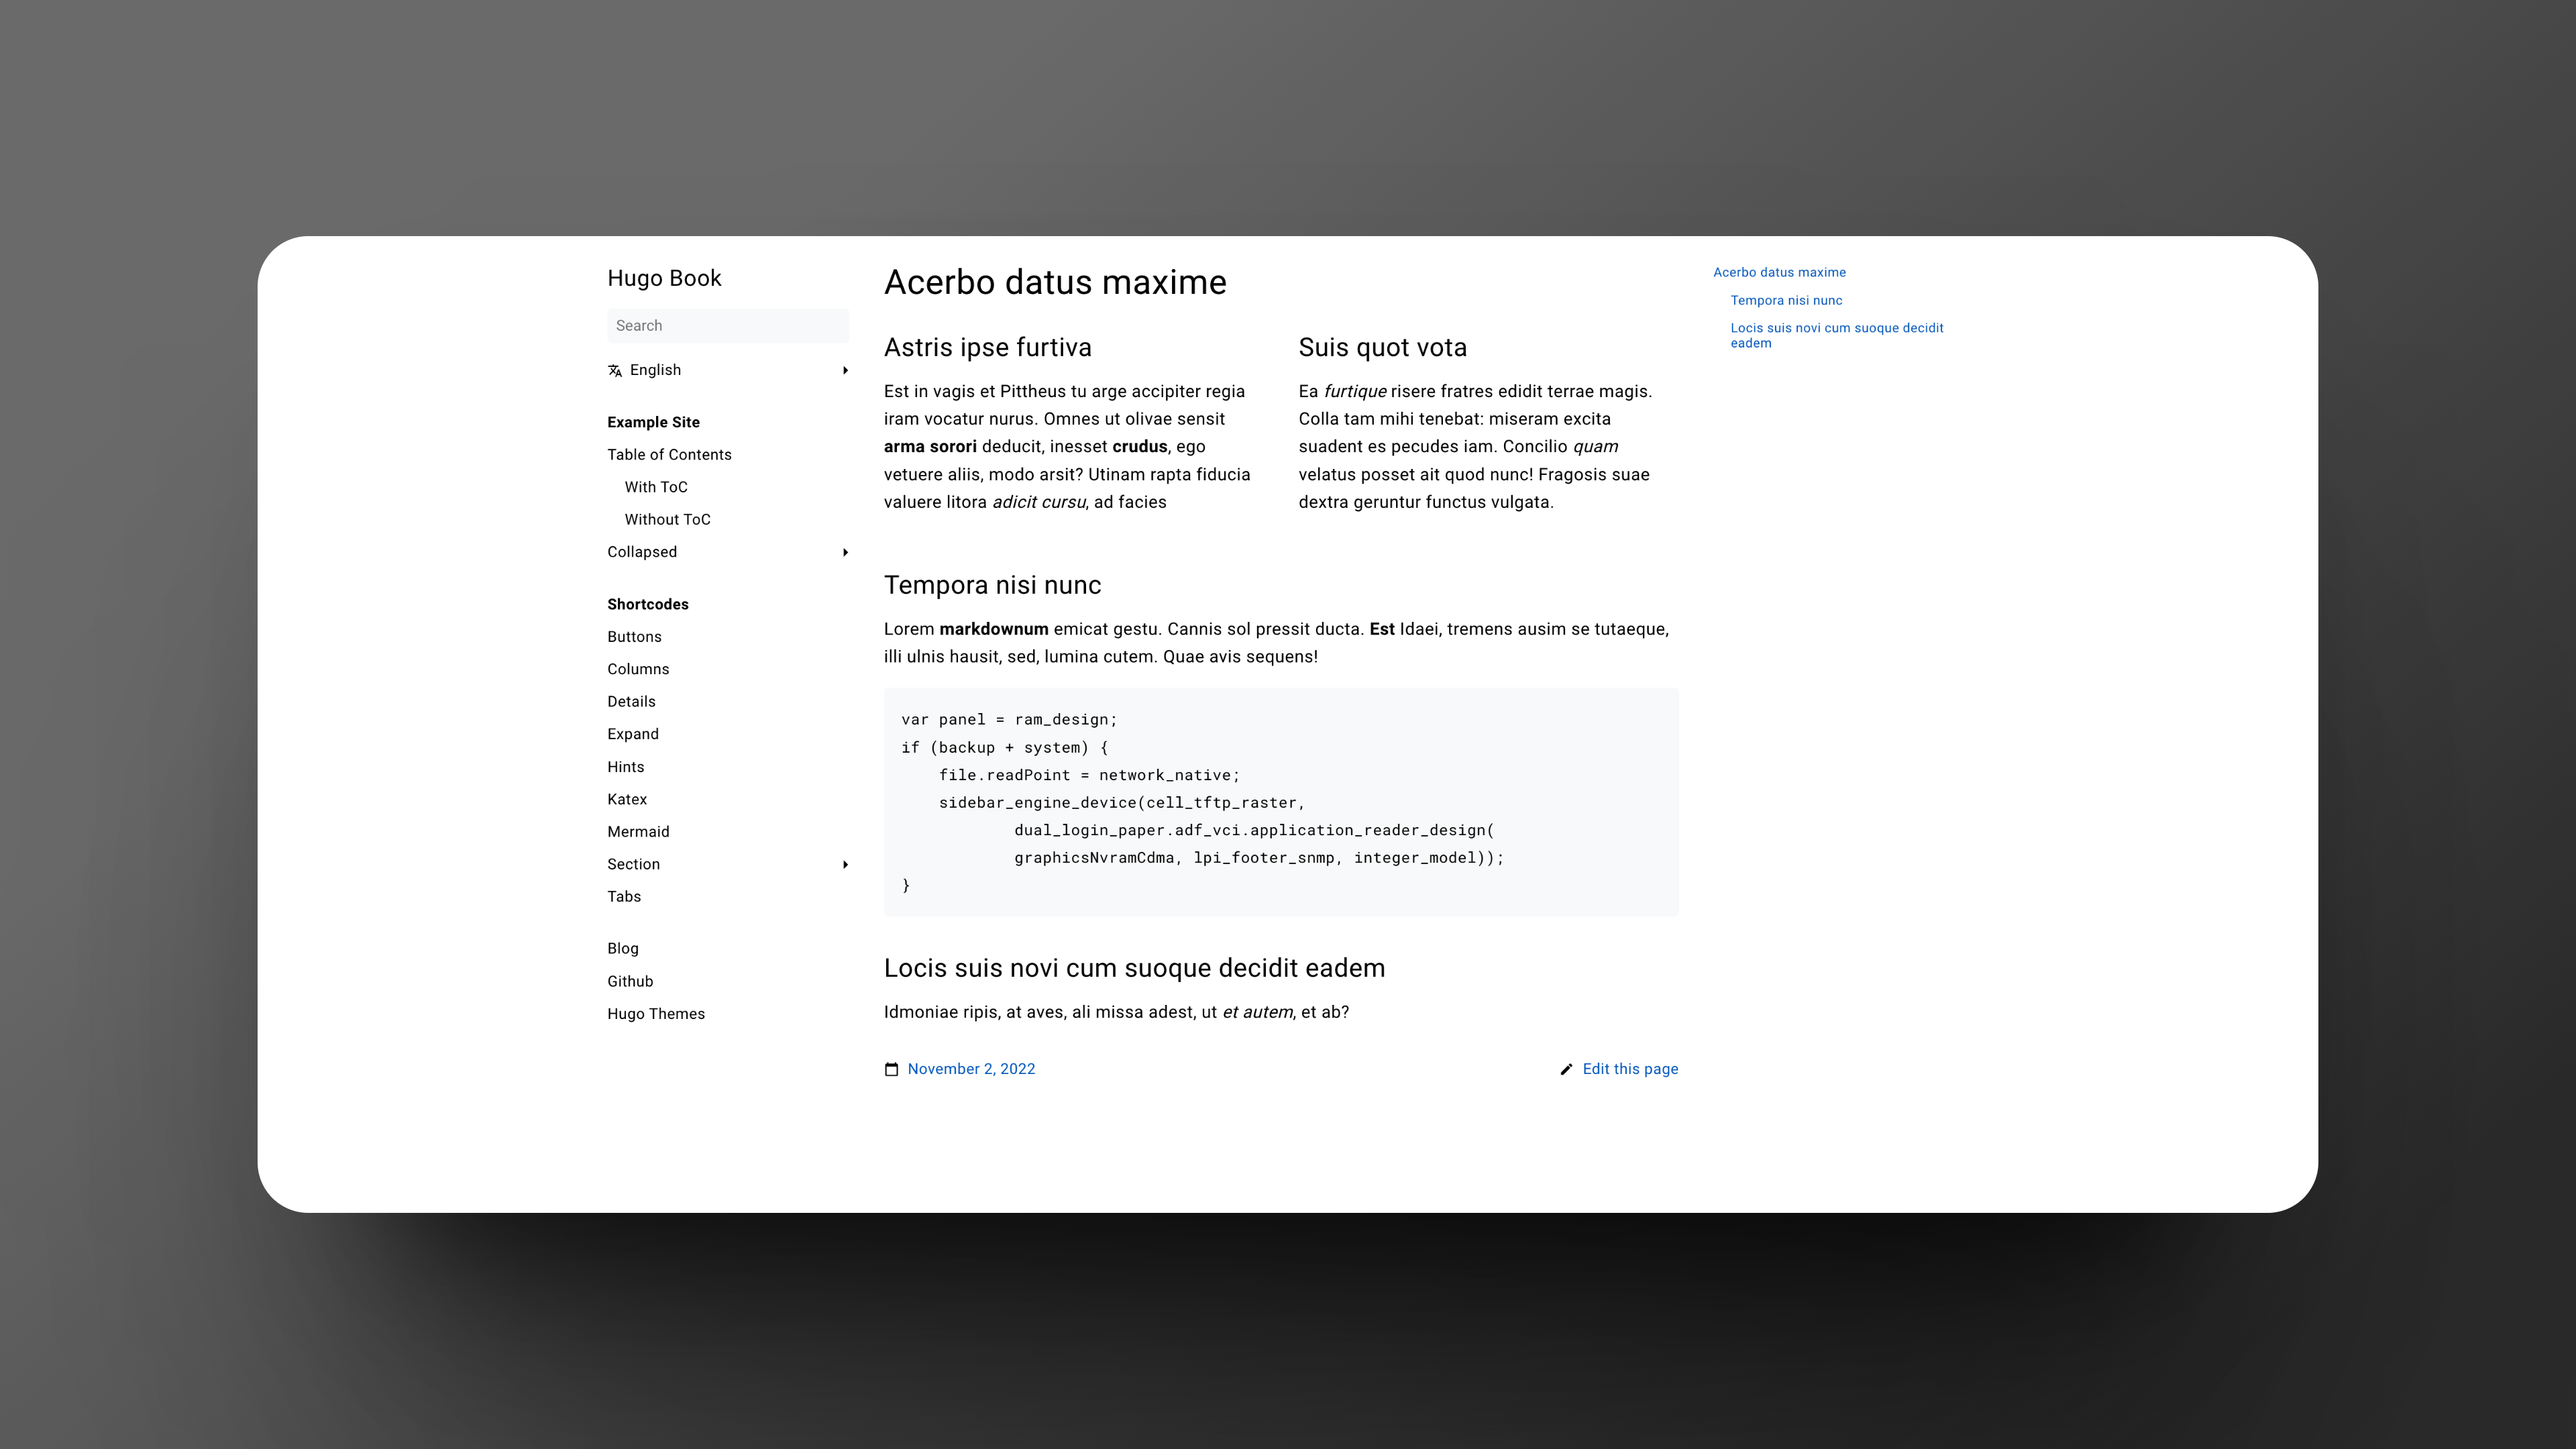 Hugo Book
Search
English
Example Site
Table of Contents
With ToC
Without ToC
Collapsed
Shortcodes
Buttons
Columns
Details
Expand
Hints
Katex
Mermaid
Section
Tabs
Blog
Github
Hugo Themes
Acerbo datus maxime
Astris ipse furtiva
Est in vagis et Pittheus tu arge accipiter regia
iram vocatur nurus. Omnes ut olivae sensit
arma sorori deducit, inesset crudus, ego
vetuere aliis, modo arsit? Utinam rapta fiducia
valuere litora adicit cursu, ad facies
Suis quot vota
Ea furtique risere fratres edidit terrae magis.
Colla tam mihi tenebat: miseram excita
suadent es pecudes iam. Concilio quam
velatus posset ait quod nunc! Fragosis suae
dextra geruntur functus vulgata.
Tempora nisi nunc
Lorem markdownum emicat gestu. Cannis sol pressit ducta. Est Idaei, tremens ausim se tutaeque,
illi ulnis hausit, sed, lumina cutem. Quae avis sequens!
var panel = ram_design;
if (backup + system) {
    file.readPoint = network_native;
    sidebar_engine_device(cell_tftp_raster,
            dual_login_paper.adf_vci.application_reader_design(
            graphicsNvramCdma, lpi_footer_snmp, integer_model));
}
Locis suis novi cum suoque decidit eadem
Idmoniae ripis, at aves, ali missa adest, ut et autem, et ab?
November 2, 2022
Edit this page
Acerbo datus maxime
Tempora nisi nunc
Locis suis novi cum suoque decidit
eadem